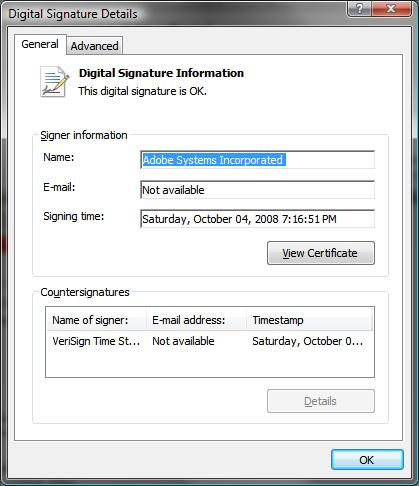 Digital Signature Details
General Advanced
Digital Signature Information
This digital signature is OK.
Signer information
Name: Adobe Systems Incorporated
E-mail: Not available
Signing time: Saturday, October 04, 2008 7:16:51 PM
View Certificate
Countersignatures
Name of signer: E-mail address: Timestamp
VeriSign Time St... Not available Saturday, October 0...
Details
OK